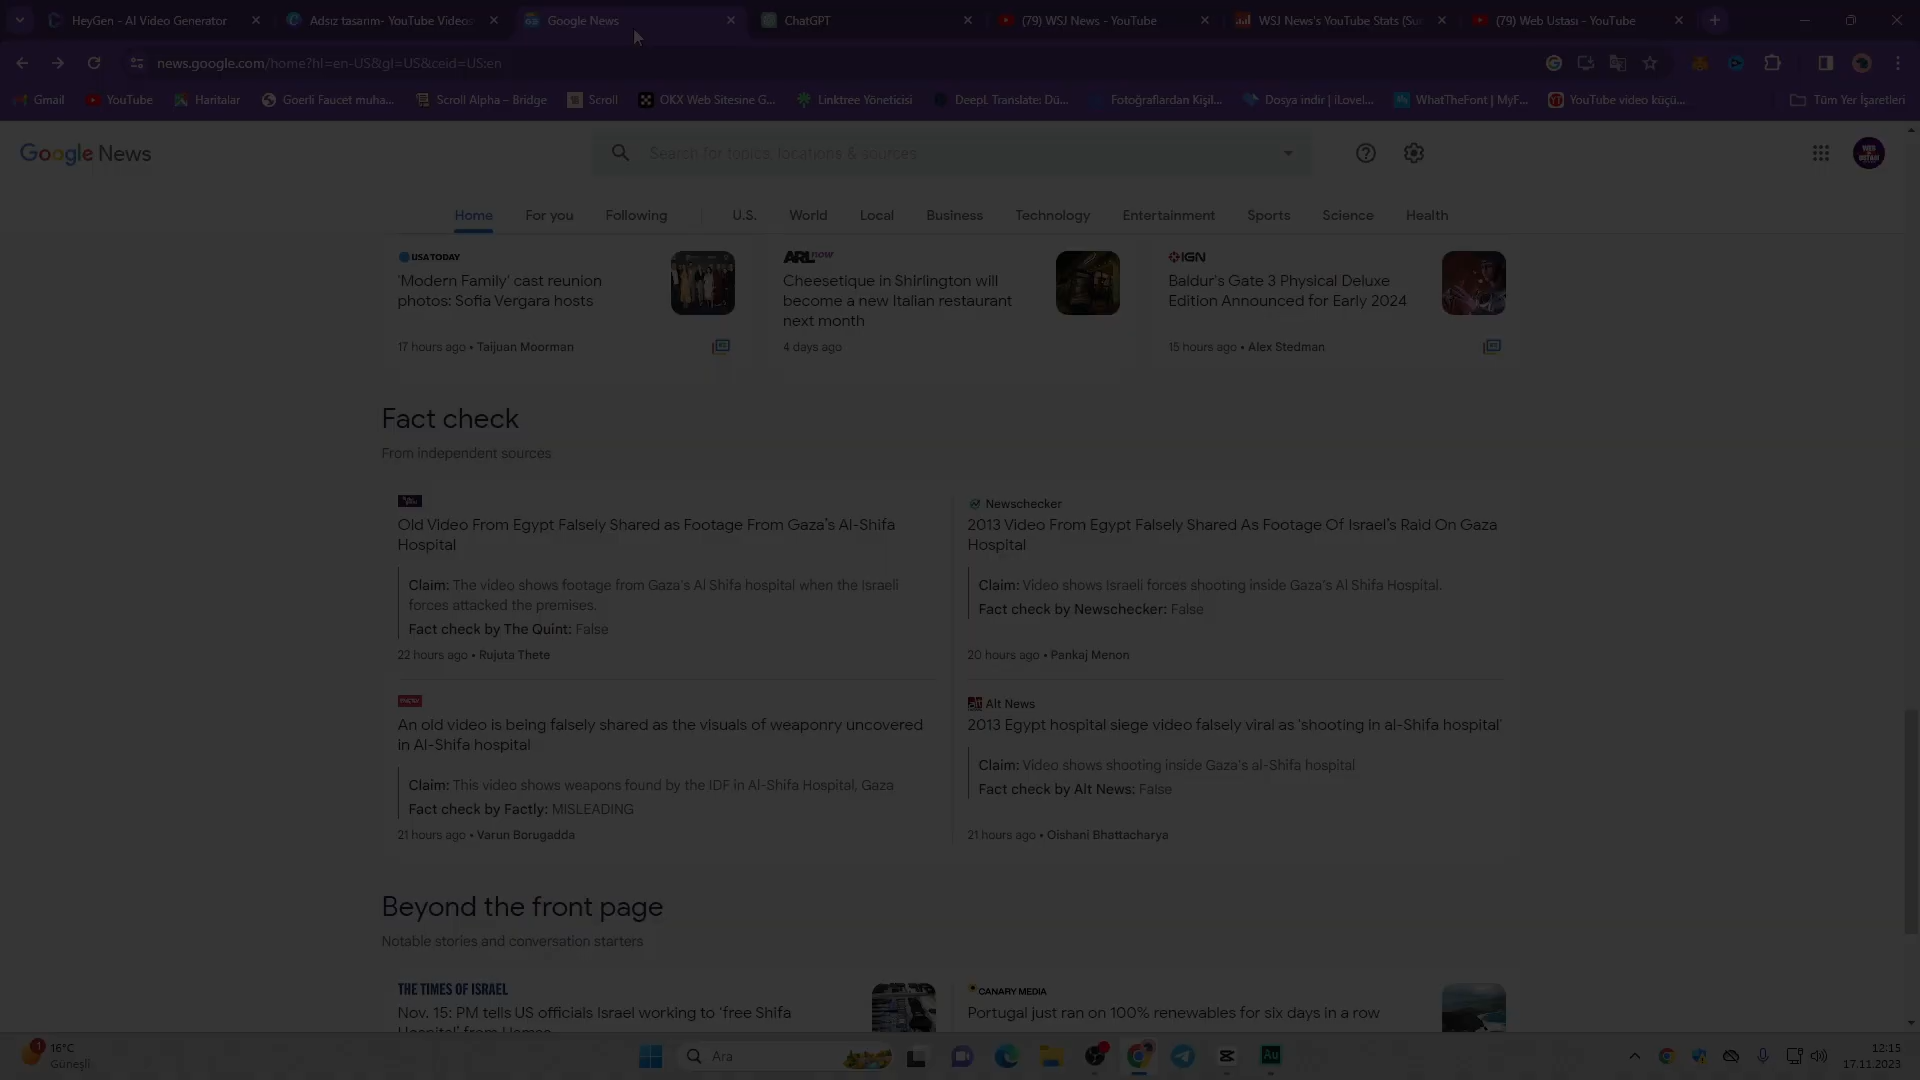 HeyGen - AI Video Generator
Adsız tasarım- YouTube Videos
Google News
ChatGPT
(79) WSJ News - YouTube
WSJ News's YouTube Stats (Sur
(79) Web Ustası - YouTube
news.google.com/home?hl=en-US&gl=US&ceid=US:en
Gmail
YouTube
Haritalar
Goerli Faucet muha...
Scroll Alpha – Bridge
Scroll
OKX Web Sitesine G...
Linktree Yöneticisi
DeepL Translate: Dü...
Fotoğraflardan Kişil...
Dosya indir | iLoveI...
WhatTheFont | MyF...
YouTube video küçü...
Tüm Yer İşaretleri
Google News
Search for topics, locations & sources
Home
For you
Following
U.S.
World
Local
Business
Technology
Entertainment
Sports
Science
Health
USA TODAY
'Modern Family' cast reunion
photos: Sofia Vergara hosts
17 hours ago • Taijuan Moorman
ARLnow
Cheesetique in Shirlington will
become a new Italian restaurant
next month
4 days ago
IGN
Baldur's Gate 3 Physical Deluxe
Edition Announced for Early 2024
15 hours ago • Alex Stedman
Fact check
From independent sources
Old Video From Egypt Falsely Shared as Footage From Gaza's Al-Shifa
Hospital
Claim: The video shows footage from Gaza's Al Shifa hospital when the Israeli
forces attacked the premises.
Fact check by The Quint: False
22 hours ago • Rujuta Thete
Newschecker
2013 Video From Egypt Falsely Shared As Footage Of Israel's Raid On Gaza
Hospital
Claim: Video shows Israeli forces shooting inside Gaza's Al Shifa Hospital.
Fact check by Newschecker: False
20 hours ago • Pankaj Menon
An old video is being falsely shared as the visuals of weaponry uncovered
in Al-Shifa hospital
Claim: This video shows weapons found by the IDF in Al-Shifa Hospital, Gaza
Fact check by Factly: MISLEADING
21 hours ago • Varun Borugadda
Alt News
2013 Egypt hospital siege video falsely viral as 'shooting in al-Shifa hospital'
Claim: Video shows shooting inside Gaza's al-Shifa hospital
Fact check by Alt News: False
21 hours ago • Oishani Bhattacharya
Beyond the front page
Notable stories and conversation starters
THE TIMES OF ISRAEL
Nov. 15: PM tells US officials Israel working to 'free Shifa
Hospital' from Hamas
CANARY MEDIA
Portugal just ran on 100% renewables for six days in a row
1
16°C
Güneşli
Ara
Au
12:15
17.11.2023